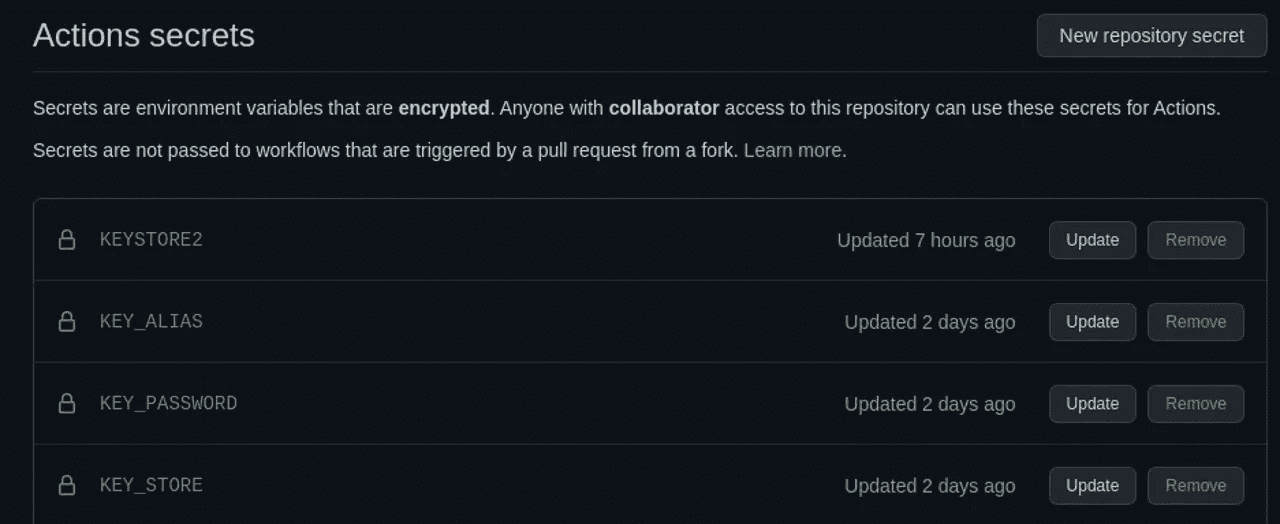 Actions secrets
New repository secret
Secrets are environment variables that are encrypted. Anyone with collaborator access to this repository can use these secrets for Actions.
Secrets are not passed to workflows that are triggered by a pull request from a fork. Learn more.
KEYSTORE2 Updated 7 hours ago Update Remove
KEY_ALIAS Updated 2 days ago Update Remove
KEY_PASSWORD Updated 2 days ago Update Remove
KEY_STORE Updated 2 days ago Update Remove